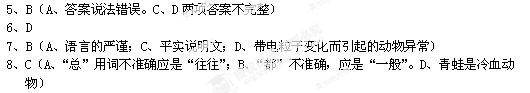 5、B（A、答案说法错误。C、D两项答案不完整）
6、D
7、B（A、语言的严谨；C、平实说明文；D、带电粒子变化而引起的动物异常）
8、C（A、“总”用词不准确应是“往往”；B、“都”不准确，应是“一般”。D、青蛙是冷血动
物）